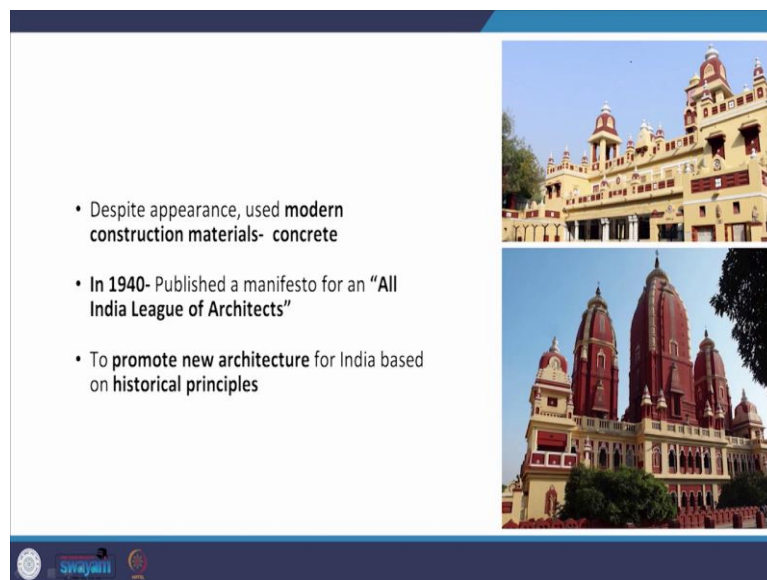 • Despite appearance, used modern
construction materials- concrete
• In 1940- Published a manifesto for an “All
India League of Architects”
• To promote new architecture for India based
on historical principles
swayam